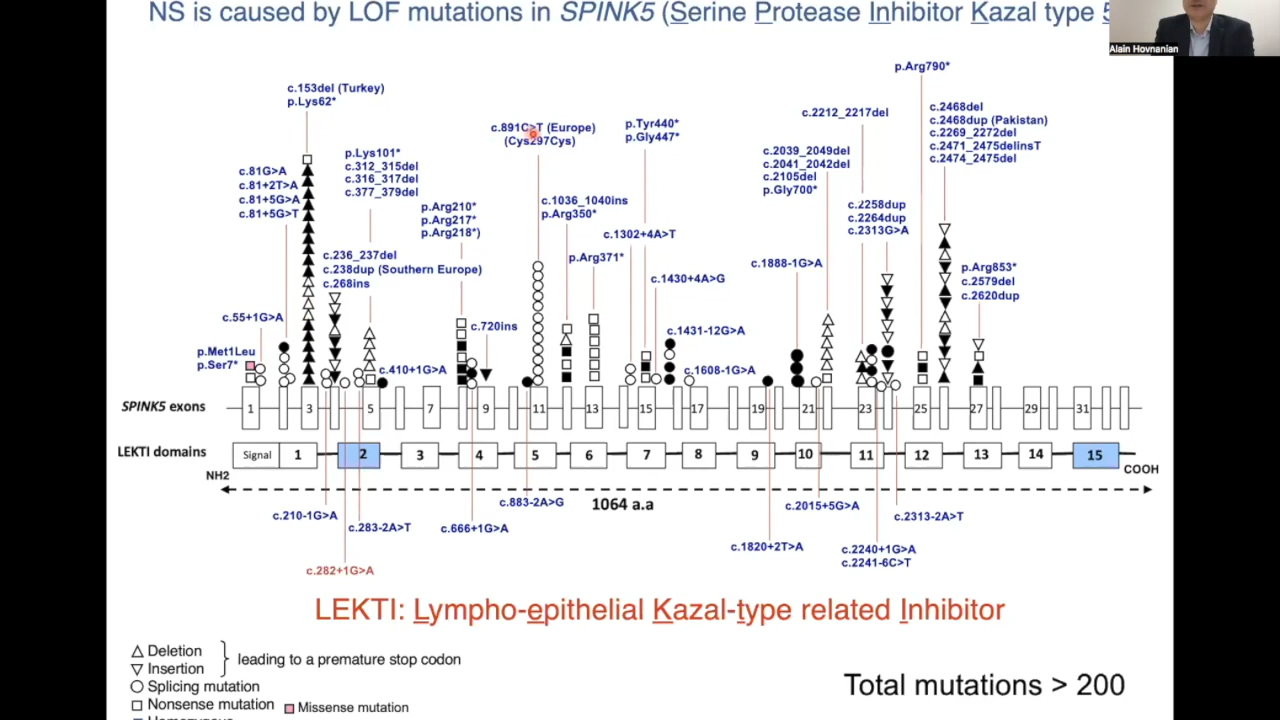 NS is caused by LOF mutations in SPINK5 (Serine Protease Inhibitor Kazal type 5
Alain Hovnanian
p.Arg790*
c.153del (Turkey)
p.Lys62*
c.2212_2217del
c.2468del
c.2468dup (Pakistan)
c.2269_2272del
c.2471_2475delinsT
c.2474_2475del
c.891C>T (Europe)
(Cys297Cys)
p.Tyr440*
p.Gly447*
p.Lys101*
c.312_315del
c.316_317del
c.377_379del
c.2039_2049del
c.2041_2042del
c.2105del
p.Gly700*
c.81G>A
c.81+2T>A
c.81+5G>A
c.81+5G>T
p.Arg210*
p.Arg217*
p.Arg218*)
c.1036_1040ins
p.Arg350*
c.2258dup
c.2264dup
c.2313G>A
c.1302+4A>T
c.236_237del
c.238dup (Southern Europe)
c.268ins
p.Arg371*
c.1888-1G>A
p.Arg853*
c.2579del
c.2620dup
c.1430+4A>G
c.55+1G>A
c.720ins
c.1431-12G>A
p.Met1Leu
p.Ser7*
c.410+1G>A
c.1608-1G>A
SPINK5 exons 1 3 5 7 9 11 13 15 17 19 21 23 25 27 29 31
LEKTI domains Signal 1 2 3 4 5 6 7 8 9 10 11 12 13 14 15
NH2 COOH
1064 a.a
c.883-2A>G
c.2015+5G>A
c.210-1G>A
c.283-2A>T
c.666+1G>A
c.2313-2A>T
c.1820+2T>A
c.2240+1G>A
c.2241-6C>T
c.282+1G>A
LEKTI: Lympho-epithelial Kazal-type related Inhibitor
Deletion
Insertion
leading to a premature stop codon
Splicing mutation
Nonsense mutation
Missense mutation
Total mutations > 200